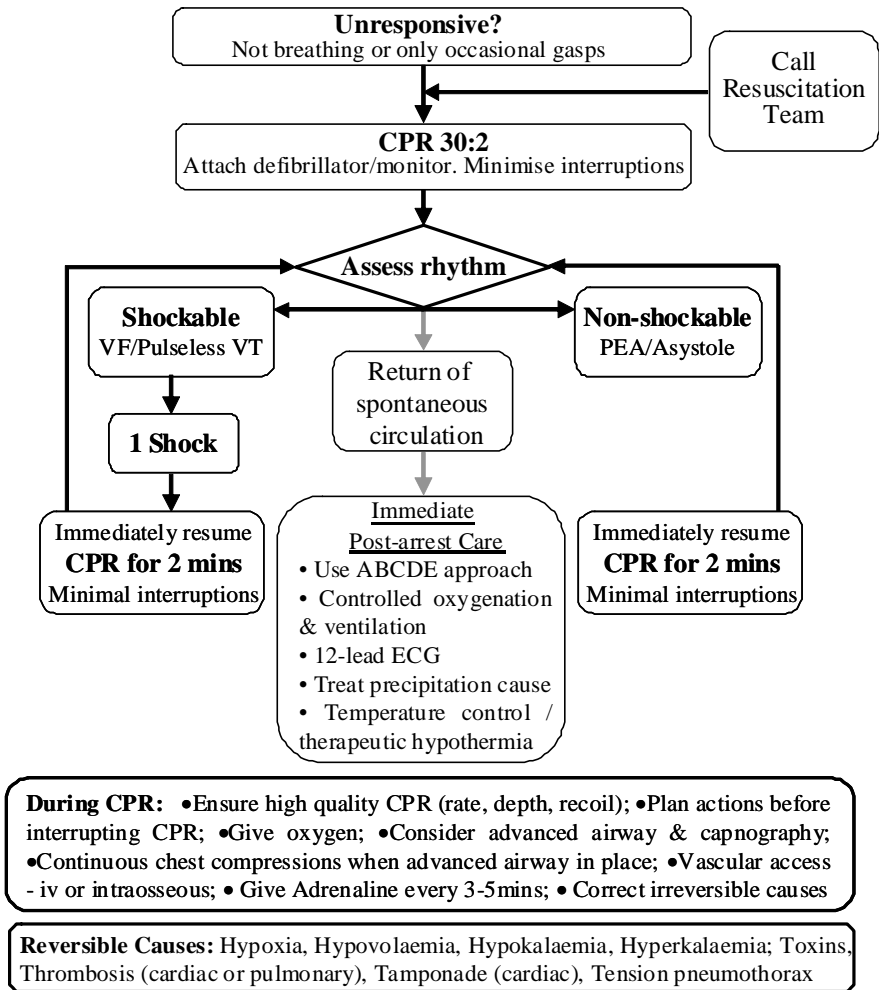 Unresponsive?
Not breathing or only occasional gasps
Call
Resuscitation
Team
CPR 30:2
Attach defibrillator/monitor. Minimise interruptions
Assess rhythm
Shockable
VF/Pulseless VT
Non-shockable
PEA/Asystole
Return of
spontaneous
circulation
1 Shock
Immediately resume
CPR for 2 mins
Minimal interruptions
Immediate
Post-arrest Care
• Use ABCDE approach
• Controlled oxygenation
& ventilation
• 12-lead ECG
• Treat precipitation cause
• Temperature control /
therapeutic hypothermia
Immediately resume
CPR for 2 mins
Minimal interruptions
During CPR: •Ensure high quality CPR (rate, depth, recoil); •Plan actions before
interrupting CPR; •Give oxygen; •Consider advanced airway & capnography;
•Continuous chest compressions when advanced airway in place; •Vascular access
- iv or intraosseous; • Give Adrenaline every 3-5mins; • Correct irreversible causes
Reversible Causes: Hypoxia, Hypovolaemia, Hypokalaemia, Hyperkalaemia; Toxins,
Thrombosis (cardiac or pulmonary), Tamponade (cardiac), Tension pneumothorax